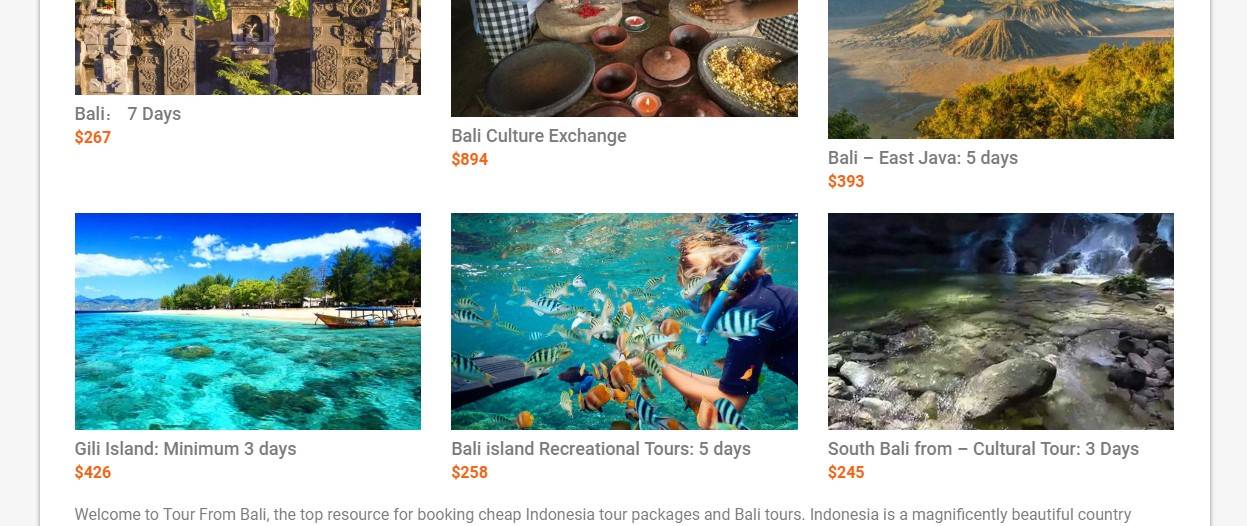 Bali： 7 Days
$267
Bali Culture Exchange
$894
Bali – East Java: 5 days
$393
Gili Island: Minimum 3 days
$426
Bali island Recreational Tours: 5 days
$258
South Bali from – Cultural Tour: 3 Days
$245
Welcome to Tour From Bali, the top resource for booking cheap Indonesia tour packages and Bali tours. Indonesia is a magnificently beautiful country